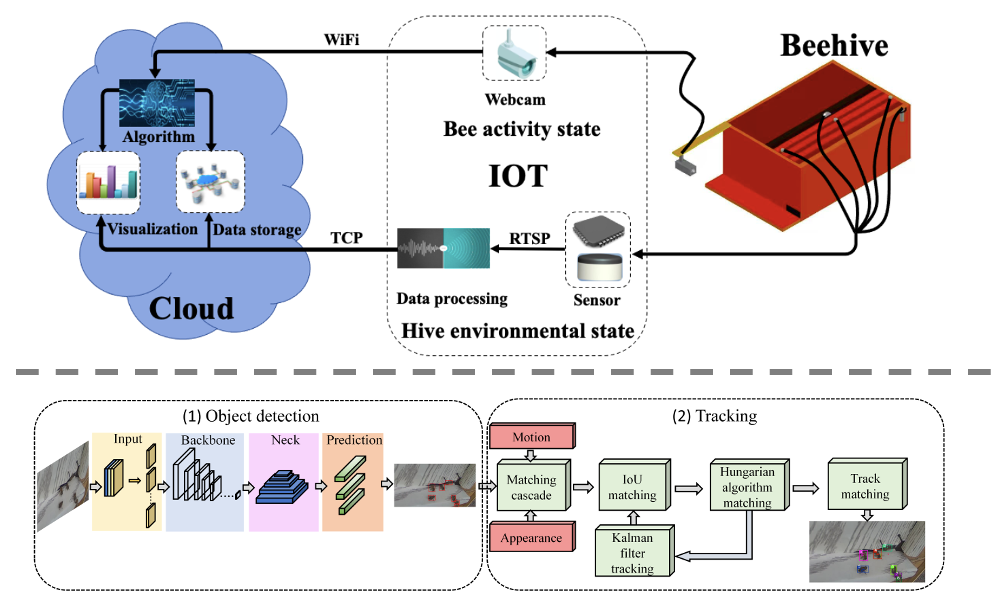 WiFi
Beehive
Webcam
Bee activity state
Algorithm
IOT
Visualization
Data storage
TCP
RTSP
Data processing
Sensor
Cloud
Hive environmental state
(1) Object detection
Input
Backbone
Neck
Prediction
(2) Tracking
Motion
Matching
cascade
Appearance
IoU
matching
Kalman
filter
tracking
Hungarian
algorithm
matching
Track
matching